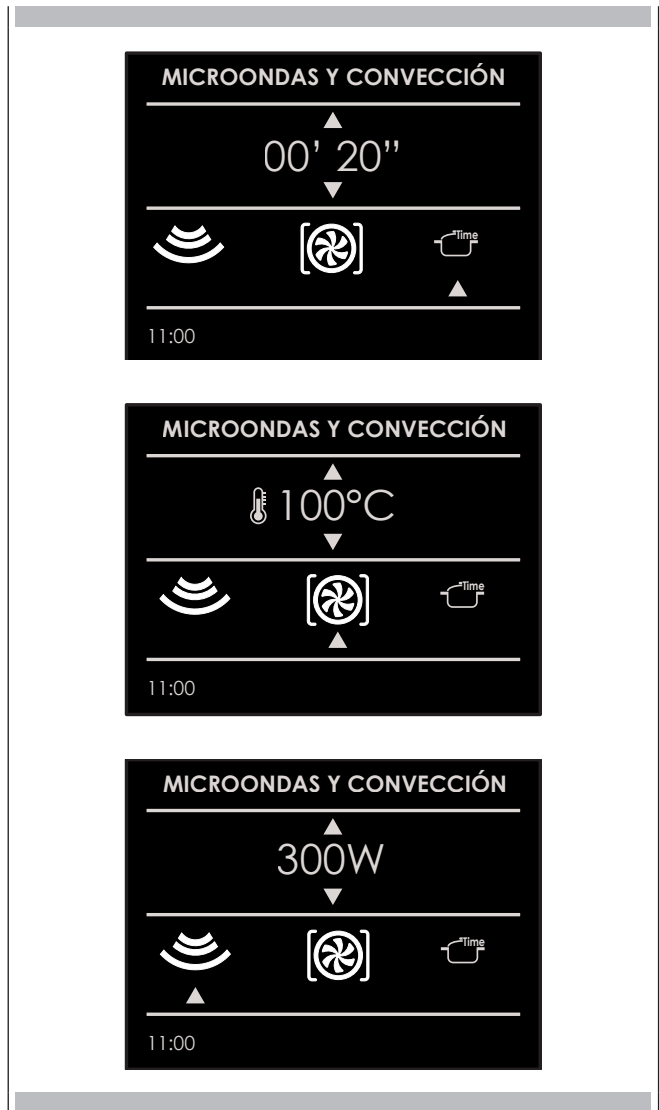 MICROONDAS Y CONVECCIÓN
00’ 20’’
Time
11:00
MICROONDAS Y CONVECCIÓN
100°C
Time
11:00
MICROONDAS Y CONVECCIÓN
300W
Time
11:00